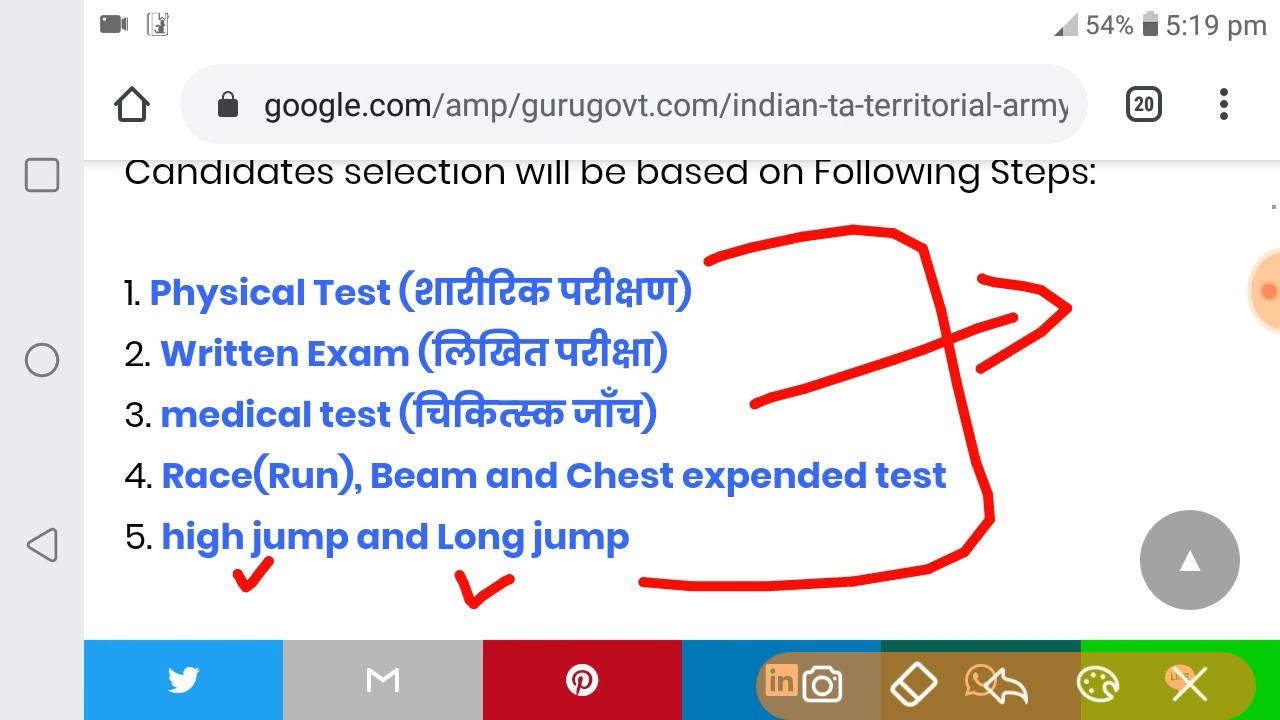 54% 5:19 pm
google.com/amp/gurugovt.com/indian-ta-territorial-army
20
Candidates selection will be based on Following Steps:
1. Physical Test (शारीरिक परीक्षण)
2. Written Exam (लिखित परीक्षा)
3. medical test (चिकित्स्क जाँच)
4. Race(Run), Beam and Chest expended test
5. high jump and Long jump
in LINE